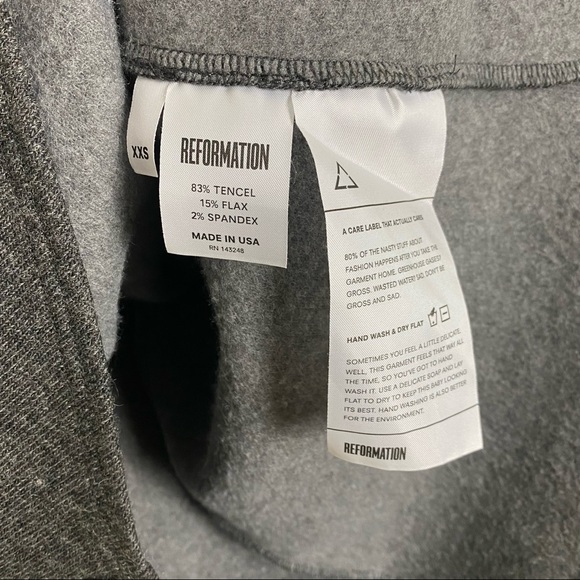 XXS
REFORMATION
83% TENCEL
15% FLAX
2% SPANDEX
MADE IN USA
RN 143248
A CARE LABEL THAT ACTUALLY CARES.
80% OF THE NASTY STUFF ABOUT
FASHION HAPPENS AFTER YOU TAKE THE
GARMENT HOME. GREENHOUSE GASES?
GROSS. WASTED WATER? SAD. DON'T BE
GROSS AND SAD.
HAND WASH & DRY FLAT
SOMETIMES YOU FEEL A LITTLE DELICATE.
WELL, THIS GARMENT FEELS THAT WAY ALL
THE TIME, SO YOU'VE GOT TO HAND
WASH IT. USE A DELICATE SOAP AND LAY
FLAT TO DRY TO KEEP THIS BABY LOOKING
ITS BEST. HAND WASHING IS ALSO BETTER
FOR THE ENVIRONMENT.
REFORMATION